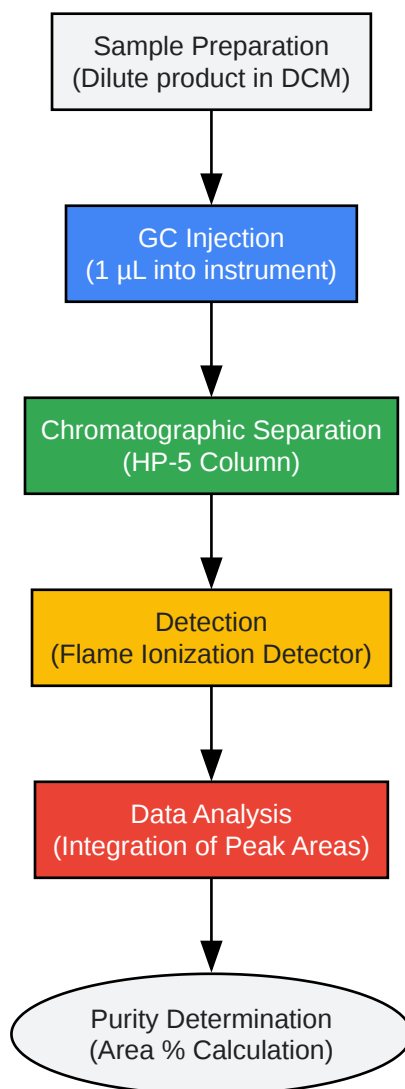 Sample Preparation
(Dilute product in DCM)
GC Injection
(1 µL into instrument)
Chromatographic Separation
(HP-5 Column)
Detection
(Flame Ionization Detector)
Data Analysis
(Integration of Peak Areas)
Purity Determination
(Area % Calculation)